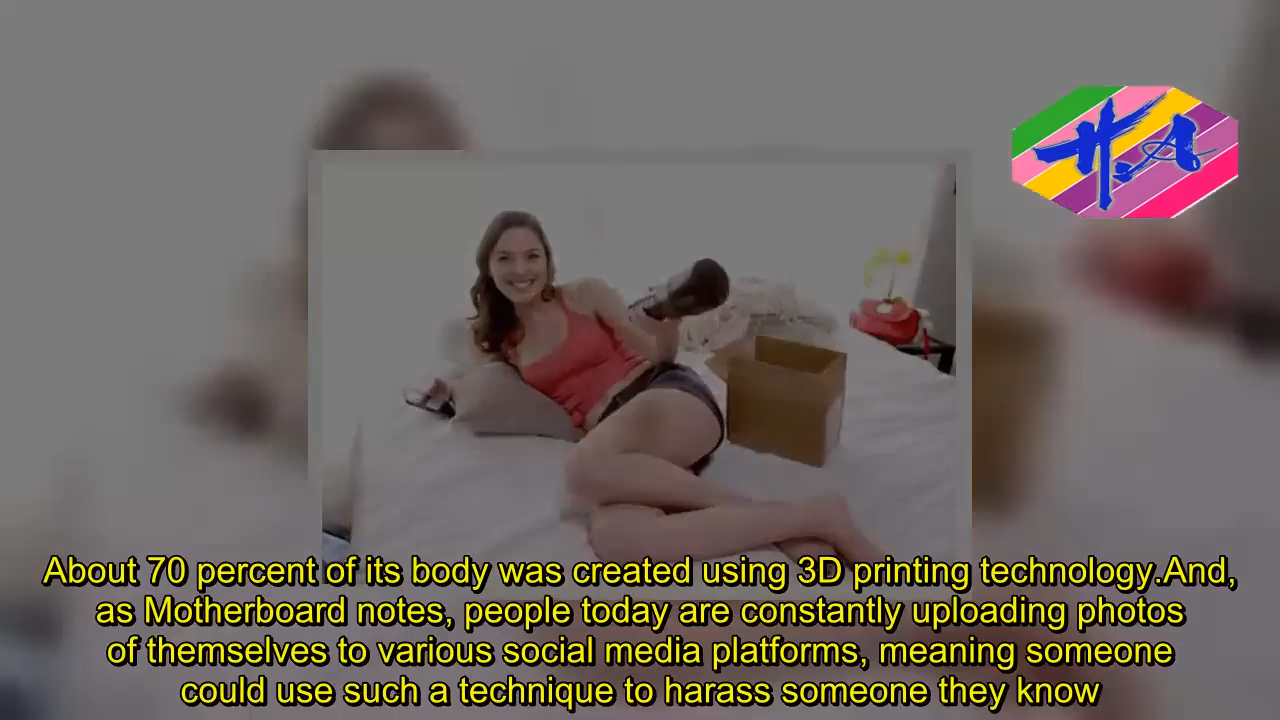 H.A
About 70 percent of its body was created using 3D printing technology.And,
as Motherboard notes, people today are constantly uploading photos
of themselves to various social media platforms, meaning someone
could use such a technique to harass someone they know